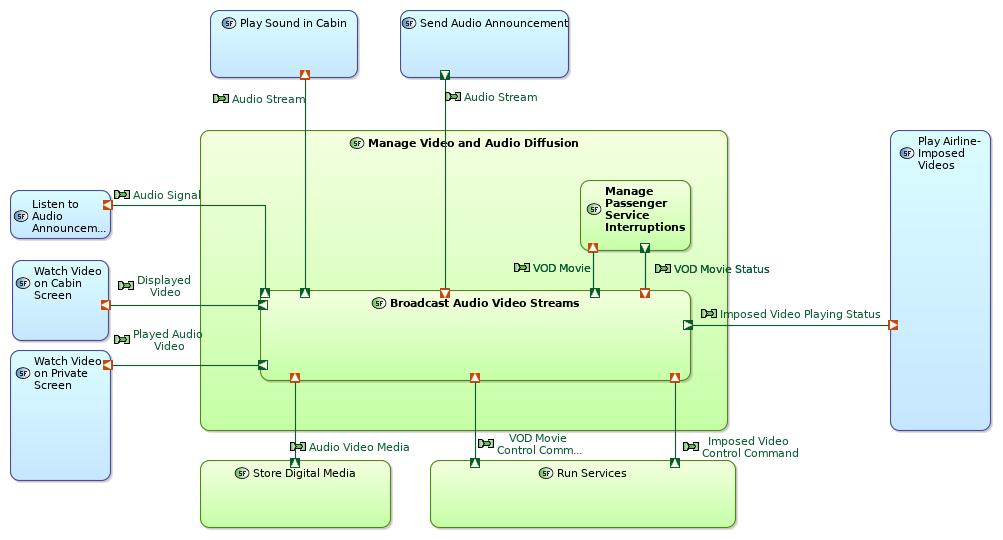 SF Play Sound in Cabin
SF Send Audio Announcement
Audio Stream
Audio Stream
SF Manage Video and Audio Diffusion
SF Play Airline-
Imposed
Videos
Audio Signal
SF Listen to
Audio
Announcem...
SF Manage
Passenger
Service
Interruptions
VOD Movie
VOD Movie Status
SF Watch Video
on Cabin
Screen
Displayed
Video
SF Broadcast Audio Video Streams
Imposed Video Playing Status
Played Audio
Video
SF Watch Video
on Private
Screen
Audio Video Media
VOD Movie
Control Comm...
Imposed Video
Control Command
SF Store Digital Media
SF Run Services